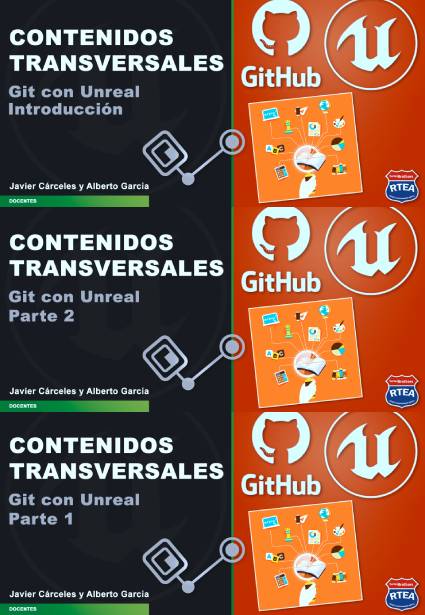 CONTENIDOS
TRANSVERSALES
Git con Unreal
Introducción
Javier Cárceles y Alberto García
DOCENTES
GitHub
RTEA
CONTENIDOS
TRANSVERSALES
Git con Unreal
Parte 2
Javier Cárceles y Alberto García
DOCENTES
GitHub
RTEA
CONTENIDOS
TRANSVERSALES
Git con Unreal
Parte 1
Javier Cárceles y Alberto García
DOCENTES
GitHub
RTEA